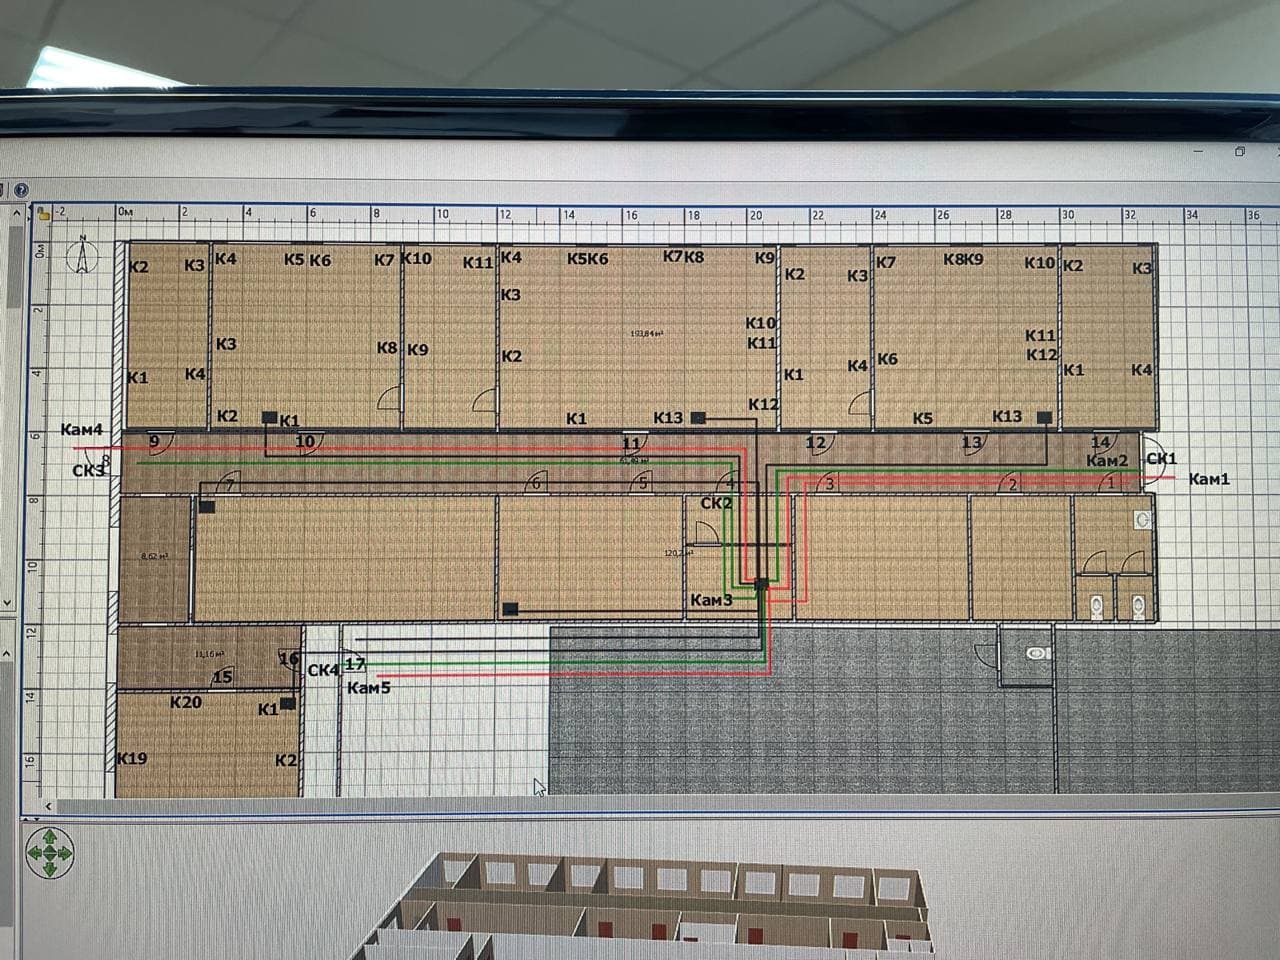 -2 0м 2 4 6 8 10 12 14 16 18 20 22 24 26 28 30 32 34 36
N
0м
К2 К3 К4 К5 К6 К7 К10 К11 К4 К5К6 К7К8 К9 К2 К3 К7 К8К9 К10 К2 К3
2
К3
К10 К11
193,84 м²
К11 К12
К3 К8 К9 К2
4
К1 К4 К1 К4 К6 К1 К4
К2 К1 К1 К13 К12 К5 К13
6
Кам4 9 10 11 12 13 14
8 Кам2 СК1
СК3
7 6 5 4 3 2 1 Кам1
8
СК2
8,62 м²
10
Кам3
12
11,16 м² 16 СК4 17
15 Кам5
14
К20 К1
К19 К2
16